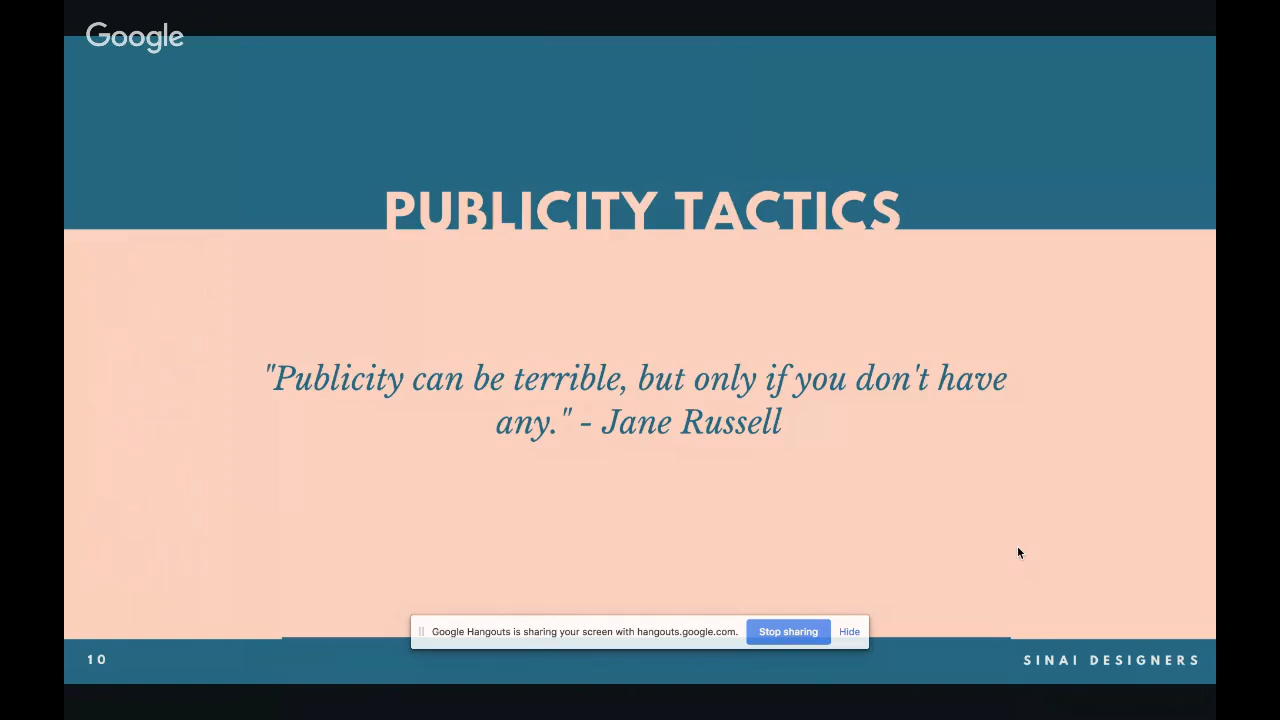 Google
PUBLICITY TACTICS
"Publicity can be terrible, but only if you don't have
any." - Jane Russell
Google Hangouts is sharing your screen with hangouts.google.com. Stop sharing Hide
10 SINAI DESIGNERS